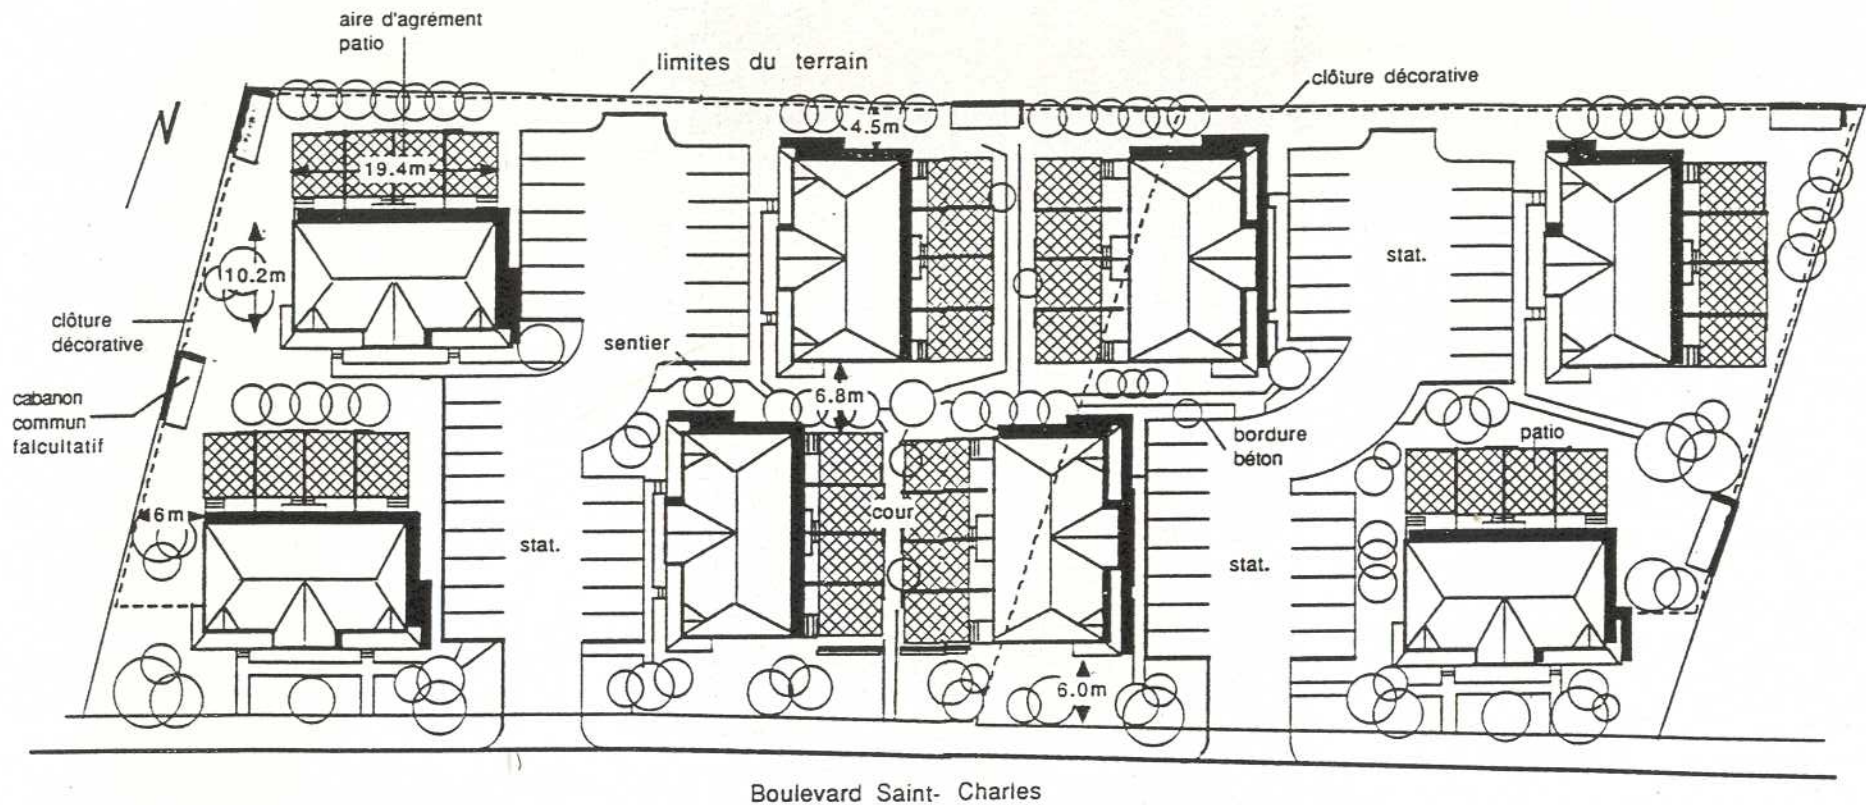 aire d'agrément
patio
limites du terrain
clôture décorative
N
4.5m
19.4m
10.2m
stat.
clôture
décorative
sentier
cabanon
commun
falcultatif
6.8m
bordure
béton
patio
6m
cour
stat.
stat.
6.0m
Boulevard Saint- Charles